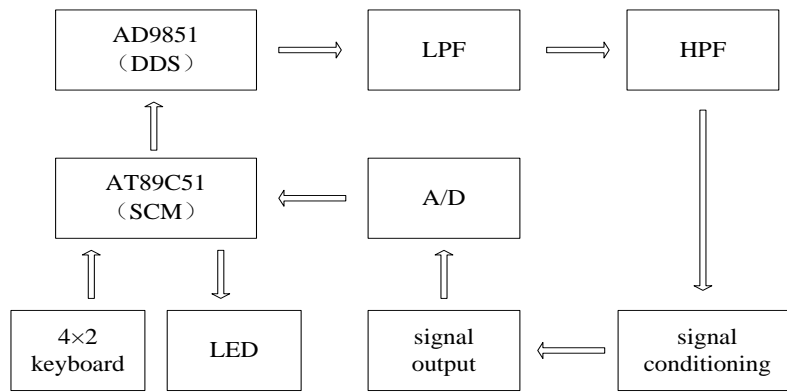 AD9851
（DDS）
LPF
HPF
AT89C51
（SCM）
A/D
4×2
keyboard
LED
signal
output
signal
conditioning